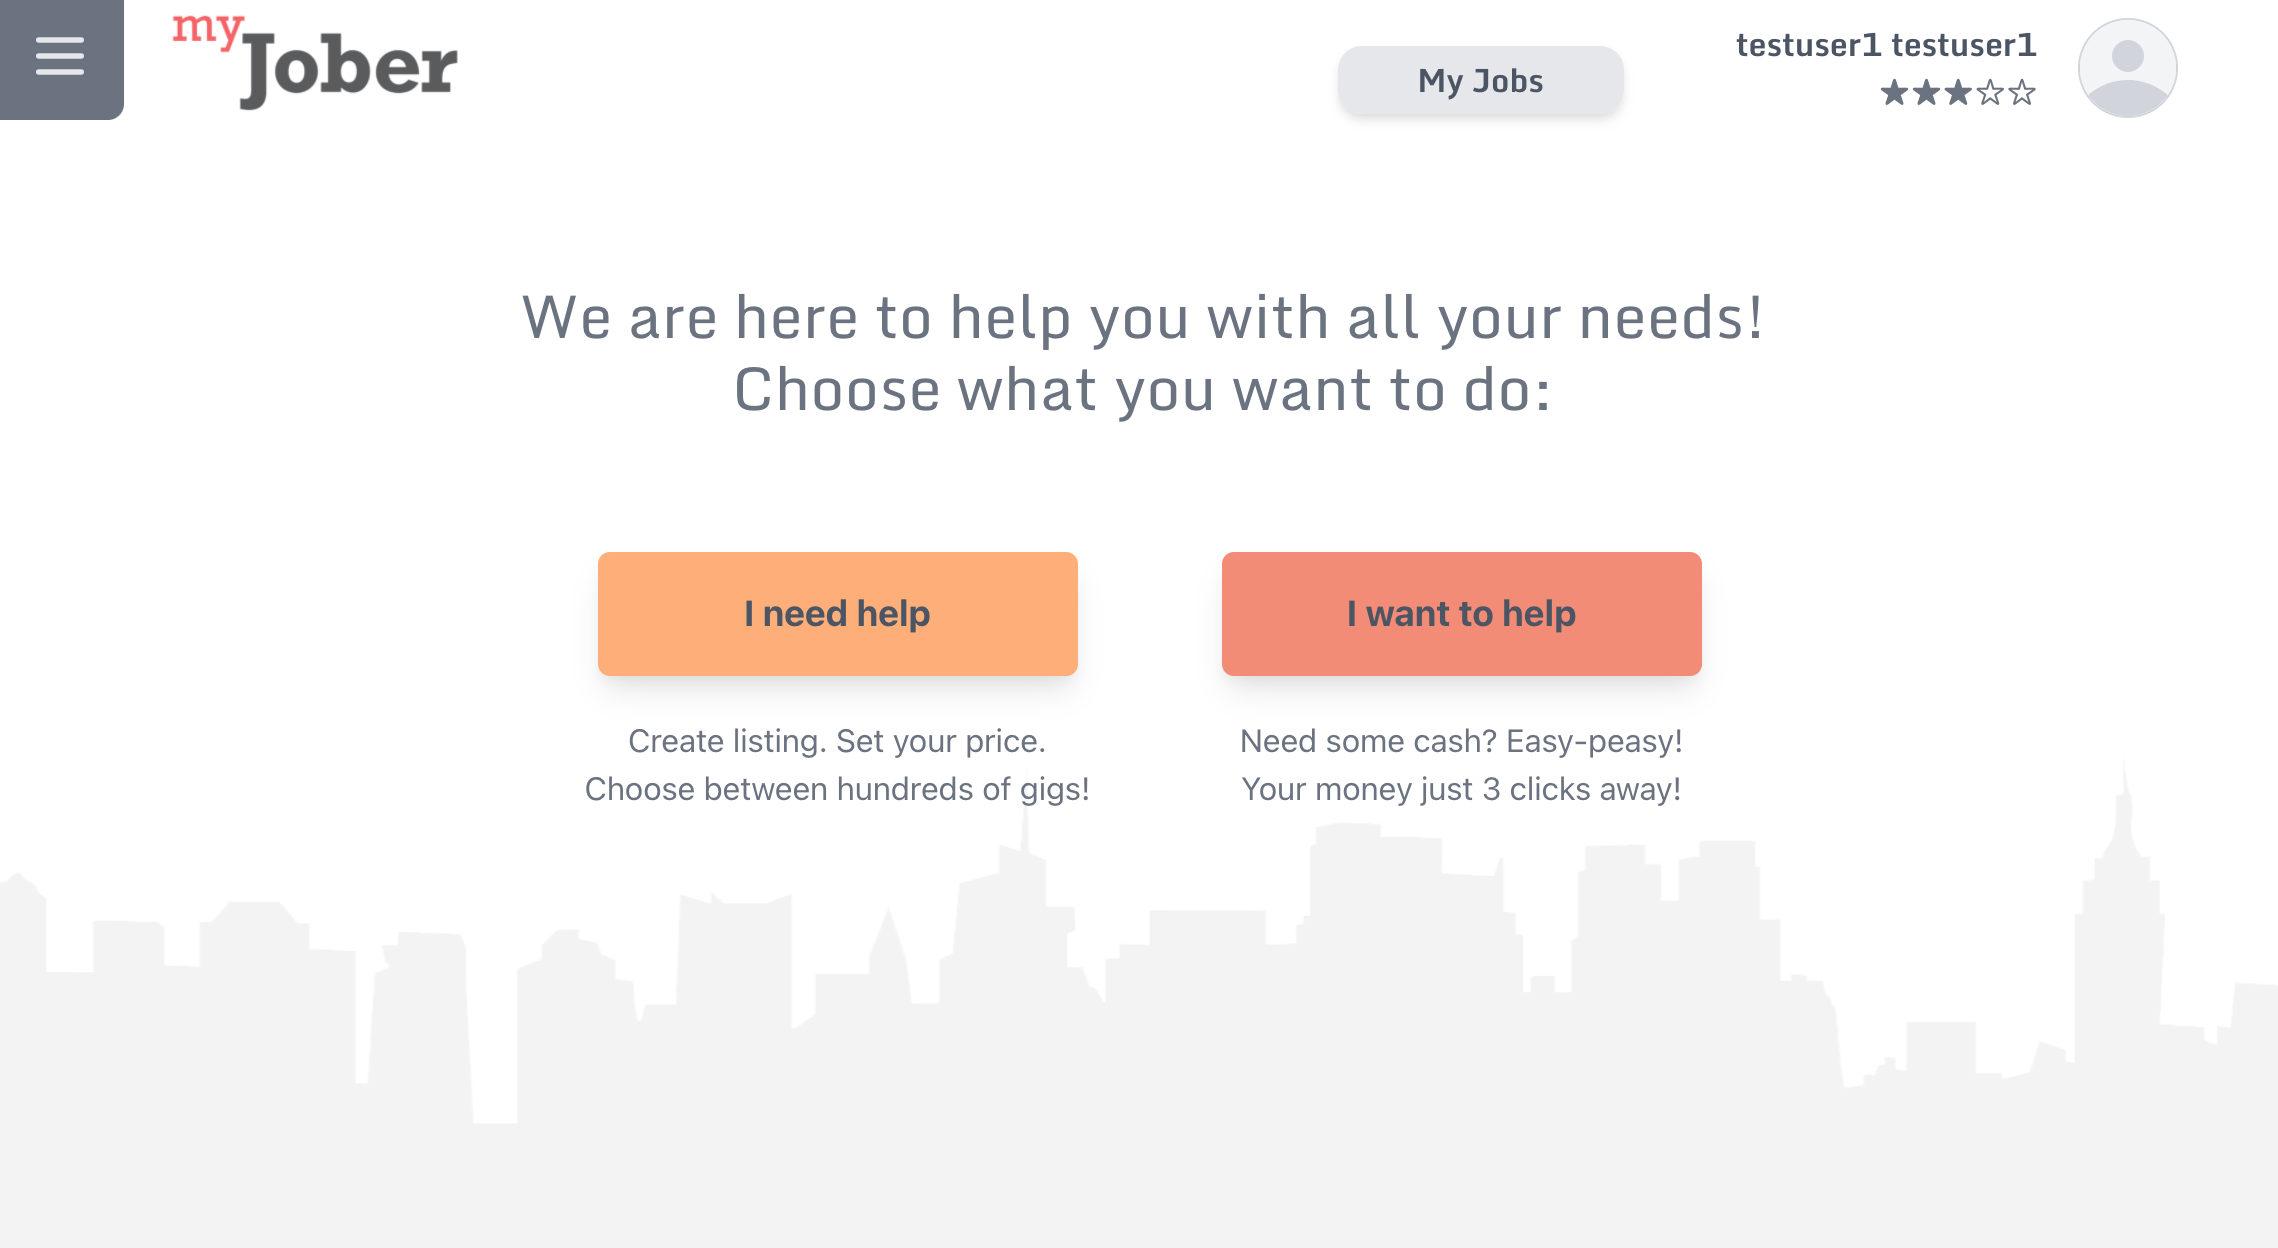 my
Jober
My Jobs
testuser1 testuser1
We are here to help you with all your needs!
Choose what you want to do:
I need help
I want to help
Create listing. Set your price.
Choose between hundreds of gigs!
Need some cash? Easy-peasy!
Your money just 3 clicks away!